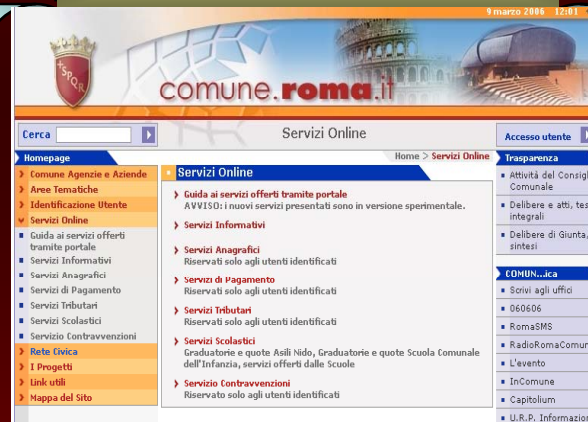 9 marzo 2006 12:01
SPQR
comune.roma.it
Cerca
Servizi Online
Accesso utente
Home > Servizi Online
Homepage
Comune Agenzie e Aziende
Aree Tematiche
Identificazione Utente
Servizi Online
Guida ai servizi offerti
tramite portale
Servizi Informativi
Servizi Anagrafici
Servizi di Pagamento
Servizi Tributari
Servizi Scolastici
Servizio Contravvenzioni
Rete Civica
I Progetti
Link utili
Mappa del Sito
Servizi Online
Guida ai servizi offerti tramite portale
AVVISO: i nuovi servizi presentati sono in versione sperimentale.
Servizi Informativi
Servizi Anagrafici
Riservati solo agli utenti identificati
Servizi di Pagamento
Riservati solo agli utenti identificati
Servizi Tributari
Riservati solo agli utenti identificati
Servizi Scolastici
Graduatorie e quote Asili Nido, Graduatorie e quote Scuola Comunale
dell'Infanzia, servizi offerti dalle Scuole
Servizio Contravvenzioni
Riservato solo agli utenti identificati
Trasparenza
Attività del Consigl
Comunale
Delibere e atti, tes
integrali
Delibere di Giunta,
sintesi
COMUN...ica
Scrivi agli uffici
060606
RomaSMS
RadioRomaComun
L'evento
InComune
Capitolium
U.R.P. Informazion